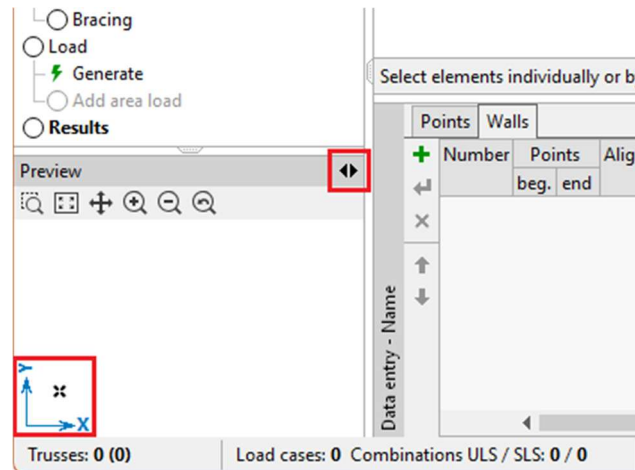 Bracing
Load
Generate
Add area load
Results
Preview
Y
X
Select elements individually or b
Points Walls
Number Points Alig
beg. end
Data entry - Name
Trusses: 0 (0) Load cases: 0 Combinations ULS / SLS: 0 / 0